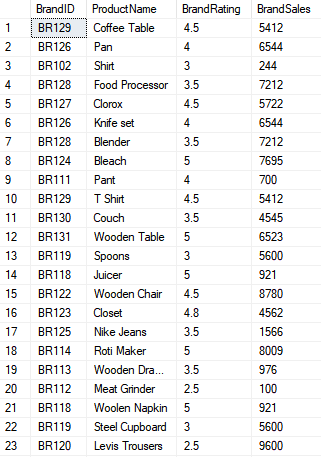 BrandID ProductName BrandRating BrandSales
1 BR129 Coffee Table 4.5 5412
2 BR126 Pan 4 6544
3 BR102 Shirt 3 244
4 BR128 Food Processor 3.5 7212
5 BR127 Clorox 4.5 5722
6 BR126 Knife set 4 6544
7 BR128 Blender 3.5 7212
8 BR124 Bleach 5 7695
9 BR111 Pant 4 700
10 BR129 T Shirt 4.5 5412
11 BR130 Couch 3.5 4545
12 BR131 Wooden Table 5 6523
13 BR119 Spoons 3 5600
14 BR118 Juicer 5 921
15 BR122 Wooden Chair 4.5 8780
16 BR123 Closet 4.8 4562
17 BR125 Nike Jeans 3.5 1566
18 BR114 Roti Maker 5 8009
19 BR113 Wooden Dra... 3.5 976
20 BR112 Meat Grinder 2.5 100
21 BR118 Woolen Napkin 5 921
22 BR119 Steel Cupboard 3 5600
23 BR120 Levis Trousers 2.5 9600